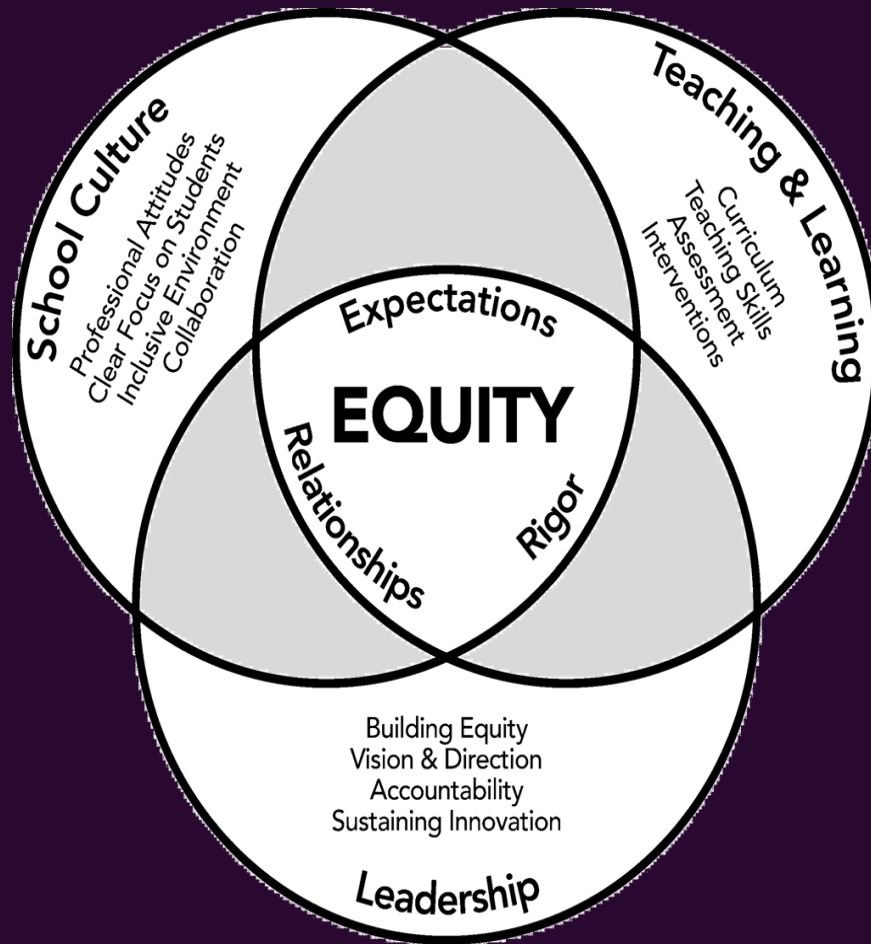 School Culture
Professional Attitudes
Clear Focus on Students
Inclusive Environment
Collaboration
Teaching & Learning
Curriculum
Teaching Skills
Assessment
Interventions
Expectations
EQUITY
Relationships
Rigor
Building Equity
Vision & Direction
Accountability
Sustaining Innovation
Leadership